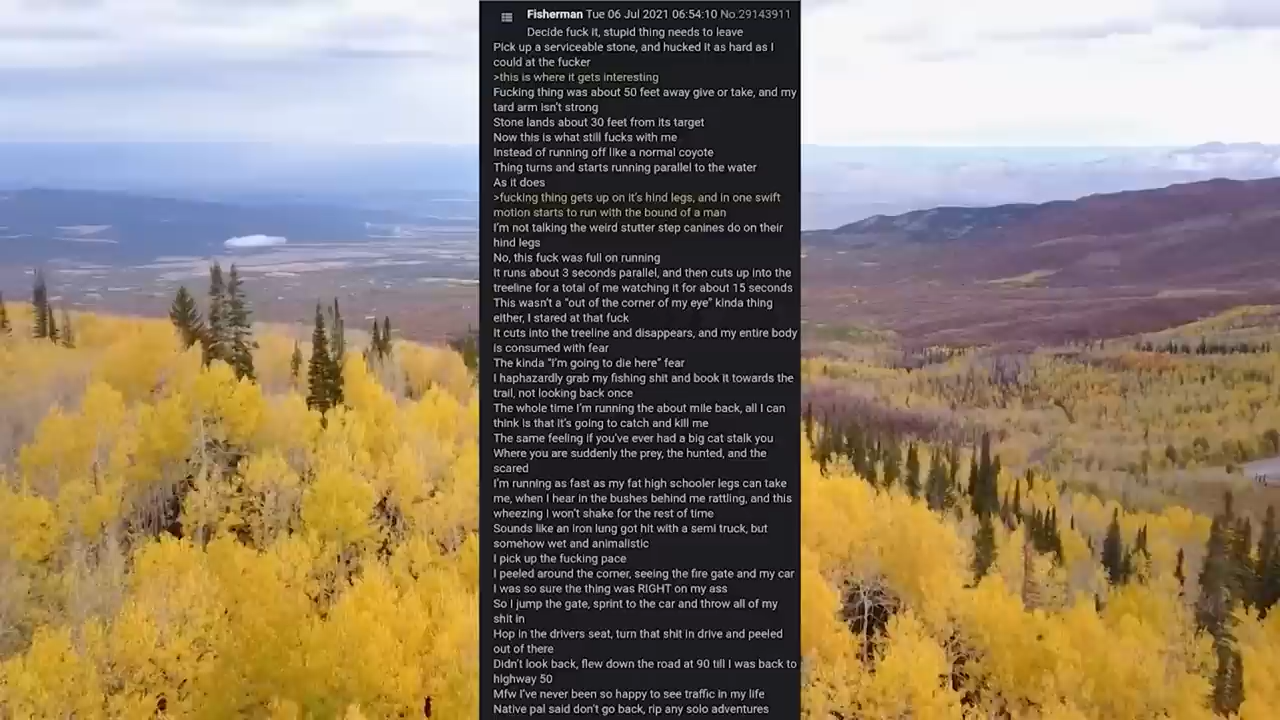 Fisherman Tue 06 Jul 2021 06:54:10 No.29143911
Decide fuck it, stupid thing needs to leave
Pick up a serviceable stone, and hucked it as hard as I
could at the fucker
>this is where it gets interesting
Fucking thing was about 50 feet away give or take, and my
tard arm isn't strong
Stone lands about 30 feet from its target
Now this is what still fucks with me
Instead of running off like a normal coyote
Thing turns and starts running parallel to the water
As it does
>fucking thing gets up on it's hind legs, and in one swift
motion starts to run with the bound of a man
I'm not talking the weird stutter step canines do on their
hind legs
No, this fuck was full on running
It runs about 3 seconds parallel, and then cuts up into the
treeline for a total of me watching it for about 15 seconds
This wasn't a "out of the corner of my eye" kinda thing
either, I stared at that fuck
It cuts into the treeline and disappears, and my entire body
is consumed with fear
The kinda "I'm going to die here" fear
I haphazardly grab my fishing shit and book it towards the
trail, not looking back once
The whole time I'm running the about mile back, all I can
think is that it's going to catch and kill me
The same feeling if you've ever had a big cat stalk you
Where you are suddenly the prey, the hunted, and the
scared
I'm running as fast as my fat high schooler legs can take
me, when I hear in the bushes behind me rattling, and this
wheezing I won't shake for the rest of time
Sounds like an iron lung got hit with a semi truck, but
somehow wet and animalistic
I pick up the fucking pace
I peeled around the corner, seeing the fire gate and my car
I was so sure the thing was RIGHT on my ass
So I jump the gate, sprint to the car and throw all of my
shit in
Hop in the drivers seat, turn that shit in drive and peeled
out of there
Didn't look back, flew down the road at 90 till I was back to
highway 50
Mfw I've never been so happy to see traffic in my life
Native pal said don't go back, rip any solo adventures